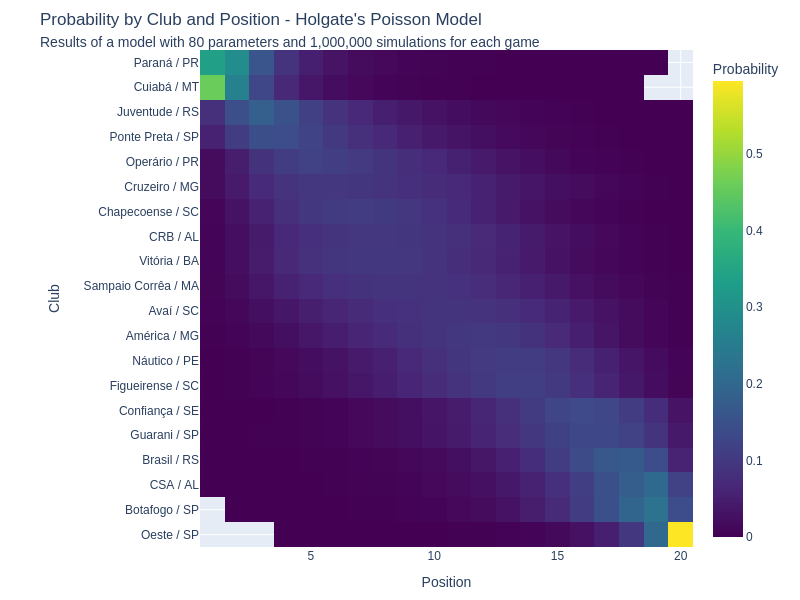 Probability by Club and Position - Holgate's Poisson Model
Results of a model with 80 parameters and 1,000,000 simulations for each game
Probability
Paraná / PR
Cuiabá / MT
Juventude / RS
Ponte Preta / SP
Operário / PR
Cruzeiro / MG
Chapecoense / SC
CRB / AL
Vitória / BA
Sampaio Corrêa / MA
Avaí / SC
América / MG
Náutico / PE
Figueirense / SC
Confiança / SE
Guarani / SP
Brasil / RS
CSA / AL
Botafogo / SP
Oeste / SP
Club
5
10
15
20
Position
0.5
0.4
0.3
0.2
0.1
0